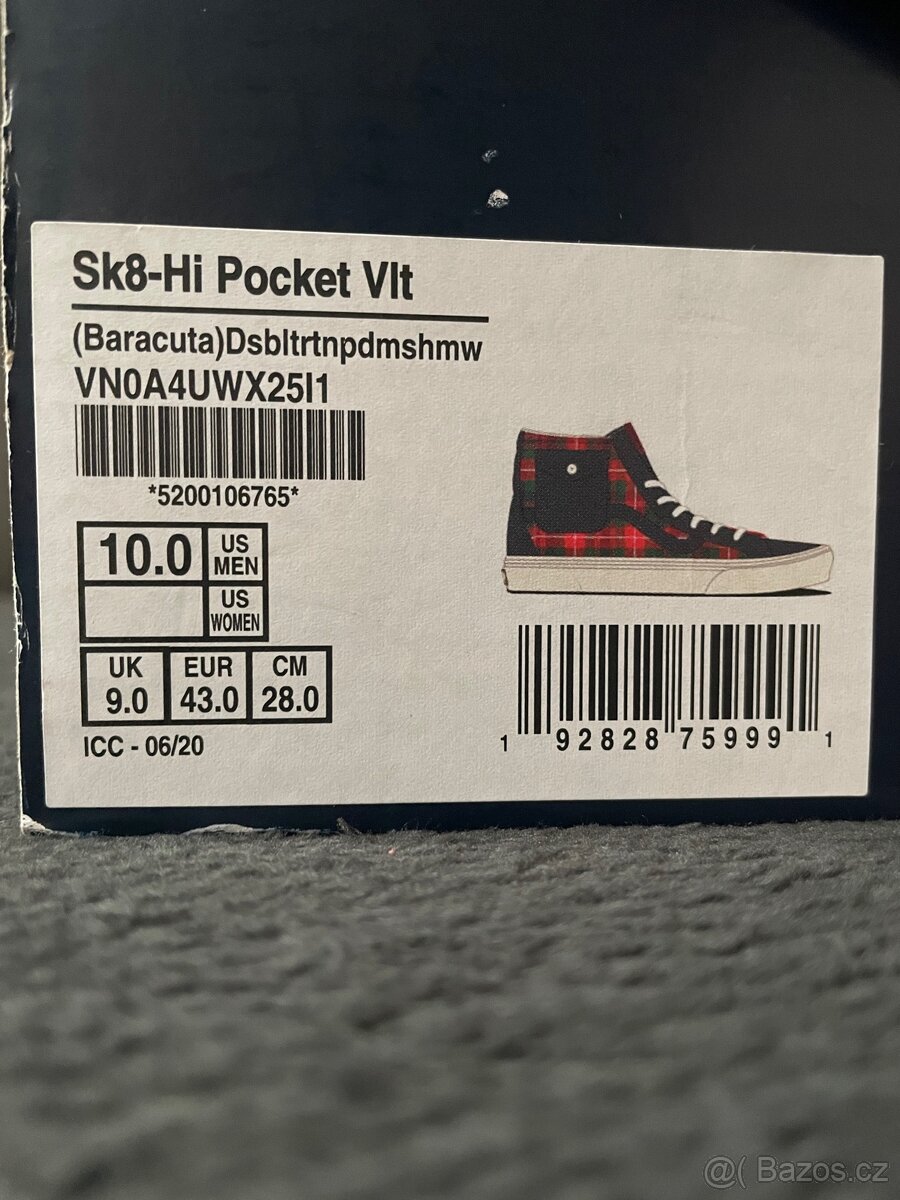 Sk8-Hi Pocket Vlt
(Baracuta)Dsbltrtnpdmshmw
VN0A4UWX25I1
*5200106765*
10.0 US MEN
US WOMEN
UK EUR CM
9.0 43.0 28.0
ICC - 06/20
1 92828 75999 1
@( Bazos.cz